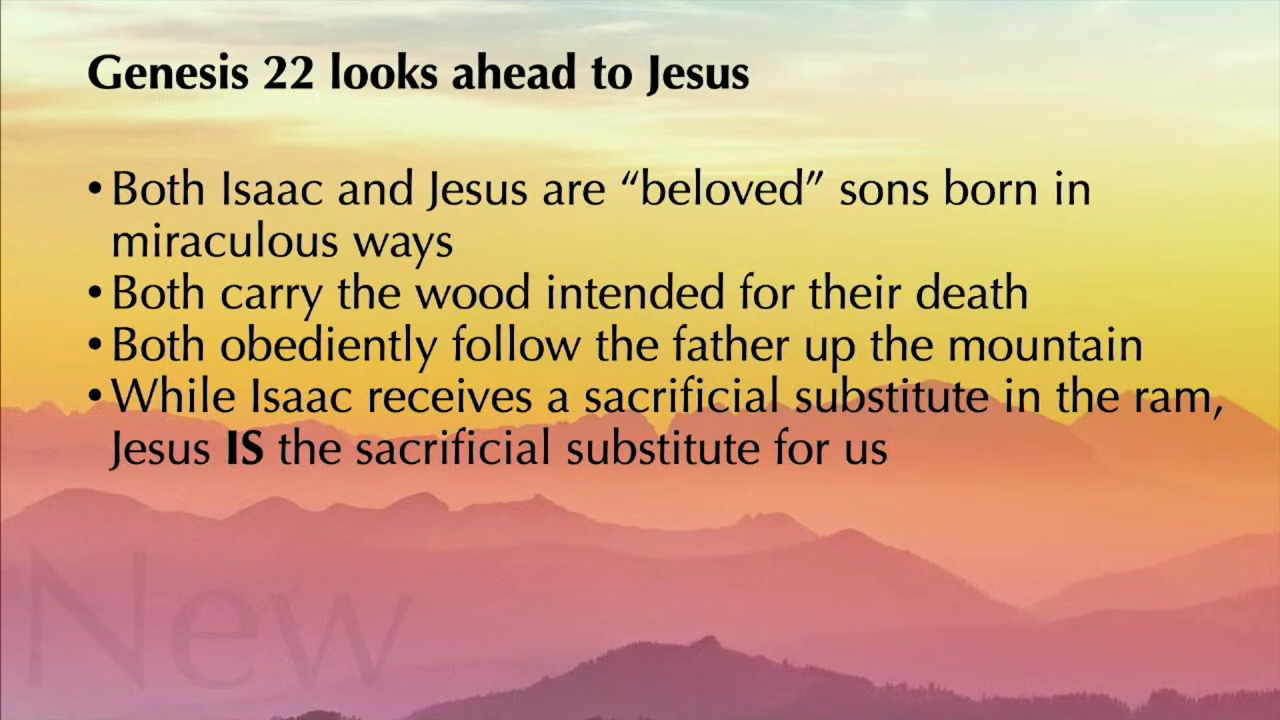 Genesis 22 looks ahead to Jesus
• Both Isaac and Jesus are “beloved” sons born in
miraculous ways
• Both carry the wood intended for their death
• Both obediently follow the father up the mountain
• While Isaac receives a sacrificial substitute in the ram,
Jesus IS the sacrificial substitute for us
New